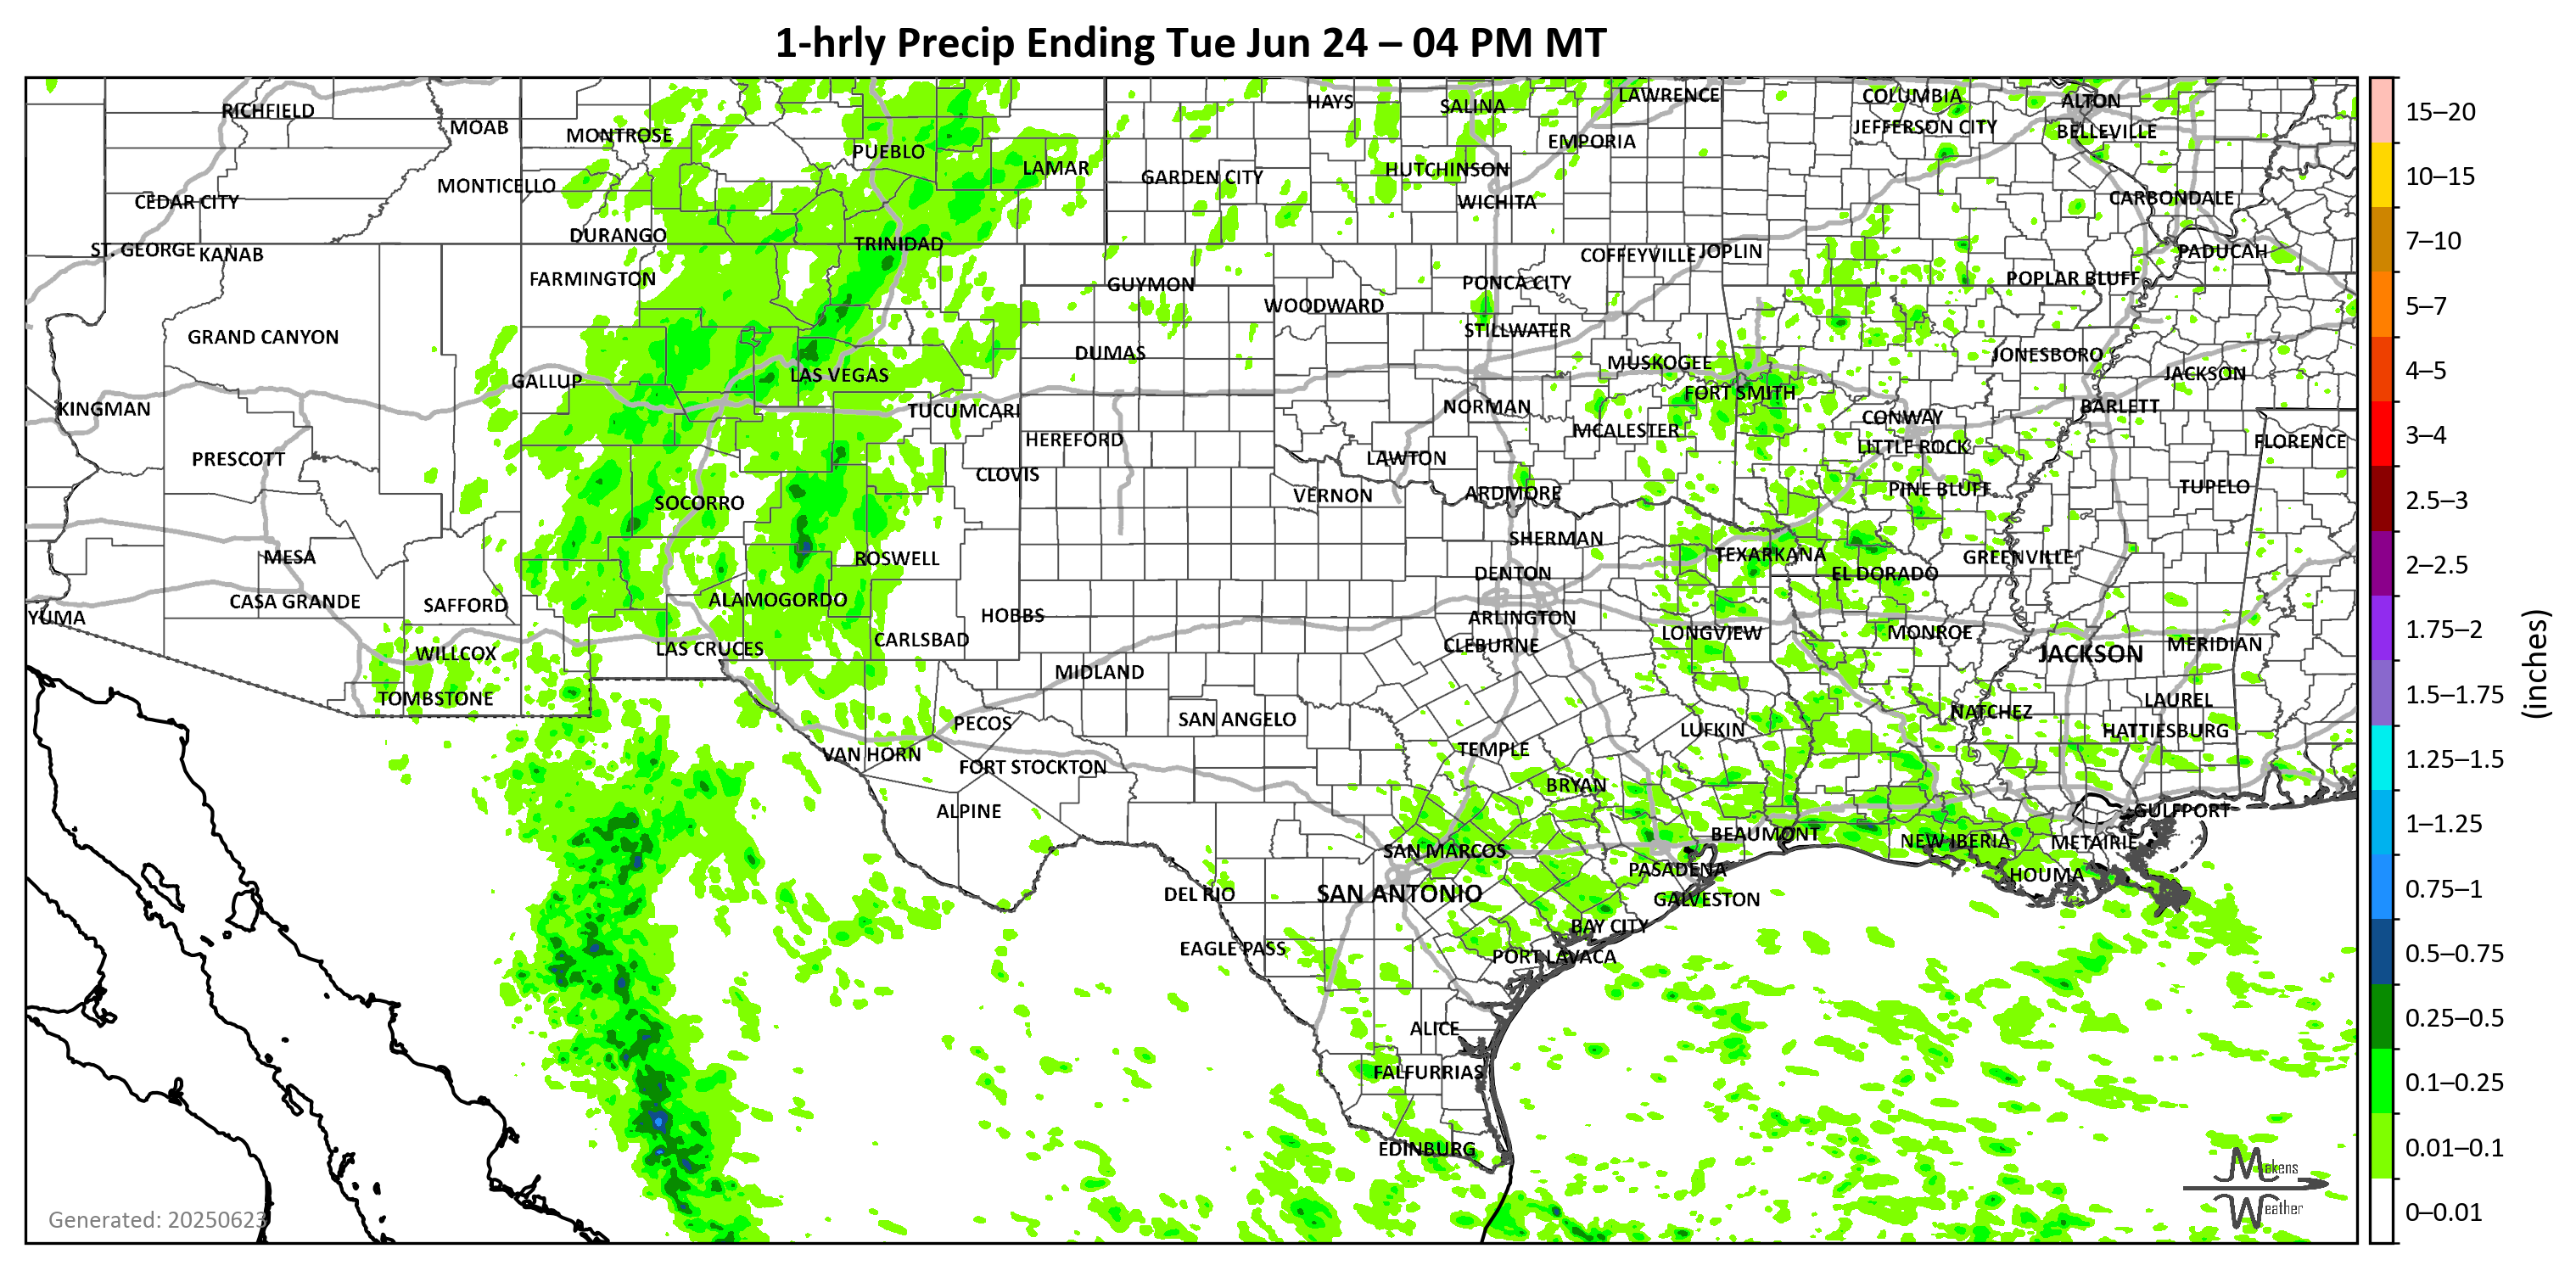 1-hrly Precip Ending Tue Jun 24 – 04 PM MT
RICHFIELD
MOAB
MONTROSE
PUEBLO
LAMAR
HAYS
SALINA
LAWRENCE
COLUMBIA
ALTON
JEFFERSON CITY
BELLEVILLE
EMPORIA
HUTCHINSON
GARDEN CITY
MONTICELLO
CEDAR CITY
WICHITA
CARBONDALE
DURANGO
TRINIDAD
ST. GEORGE
KANAB
COFFEYVILLE
JOPLIN
PADUCAH
FARMINGTON
GUYMON
PONCA CITY
POPLAR BLUFF
WOODWARD
GRAND CANYON
STILLWATER
DUMAS
JONESBORO
MUSKOGEE
GALLUP
LAS VEGAS
JACKSON
FORT SMITH
KINGMAN
TUCUMCARI
NORMAN
BARLETT
CONWAY
HEREFORD
MCALESTER
LITTLE ROCK
FLORENCE
PRESCOTT
LAWTON
CLOVIS
SOCORRO
VERNON
ARDMORE
PINE BLUFF
TUPELO
MESA
ROSWELL
SHERMAN
TEXARKANA
GREENVILLE
DENTON
EL DORADO
CASA GRANDE
SAFFORD
ALAMOGORDO
YUMA
HOBBS
ARLINGTON
WILLCOX
LAS CRUCES
CARLSBAD
CLEBURNE
LONGVIEW
MONROE
JACKSON
MERIDIAN
TOMBSTONE
MIDLAND
LAUREL
PECOS
SAN ANGELO
NATCHEZ
VAN HORN
TEMPLE
LUFKIN
HATTIESBURG
FORT STOCKTON
BRYAN
ALPINE
GULFPORT
BEAUMONT
NEW IBERIA
METAIRIE
SAN MARCOS
PASADENA
HOUMA
DEL RIO
SAN ANTONIO
GALVESTON
BAY CITY
EAGLE PASS
PORT LAVACA
ALICE
FALFURRIAS
EDINBURG
Makens
Weather
Generated: 20250623
15–20
10–15
7–10
5–7
4–5
3–4
2.5–3
2–2.5
1.75–2
1.5–1.75
1.25–1.5
1–1.25
0.75–1
0.5–0.75
0.25–0.5
0.1–0.25
0.01–0.1
0–0.01
(inches)